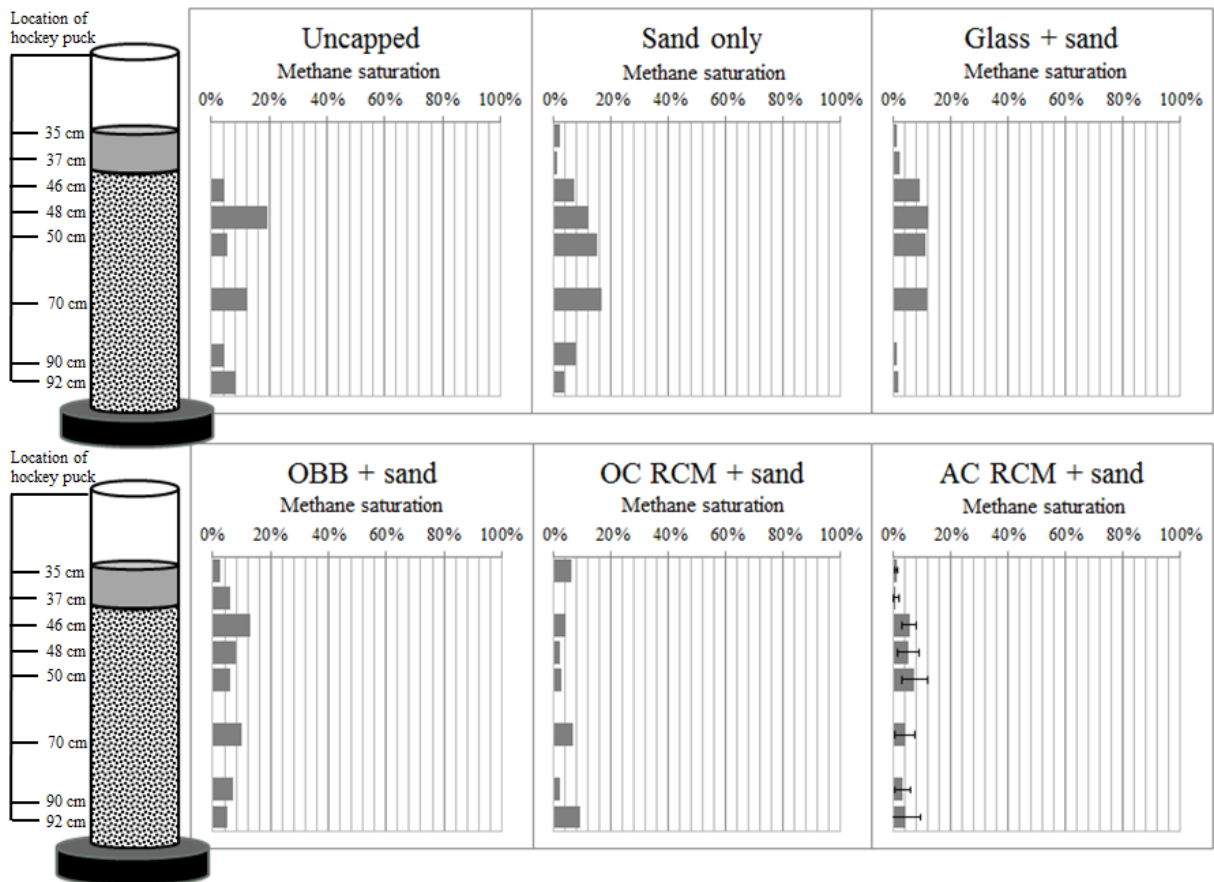 Location of
hockey puck
35 cm
37 cm
46 cm
48 cm
50 cm
70 cm
90 cm
92 cm
Uncapped
Methane saturation
0% 20% 40% 60% 80% 100%
Sand only
Methane saturation
0% 20% 40% 60% 80% 100%
Glass + sand
Methane saturation
0% 20% 40% 60% 80% 100%
Location of
hockey puck
35 cm
37 cm
46 cm
48 cm
50 cm
70 cm
90 cm
92 cm
OBB + sand
Methane saturation
0% 20% 40% 60% 80% 100%
OC RCM + sand
Methane saturation
0% 20% 40% 60% 80% 100%
AC RCM + sand
Methane saturation
0% 20% 40% 60% 80% 100%